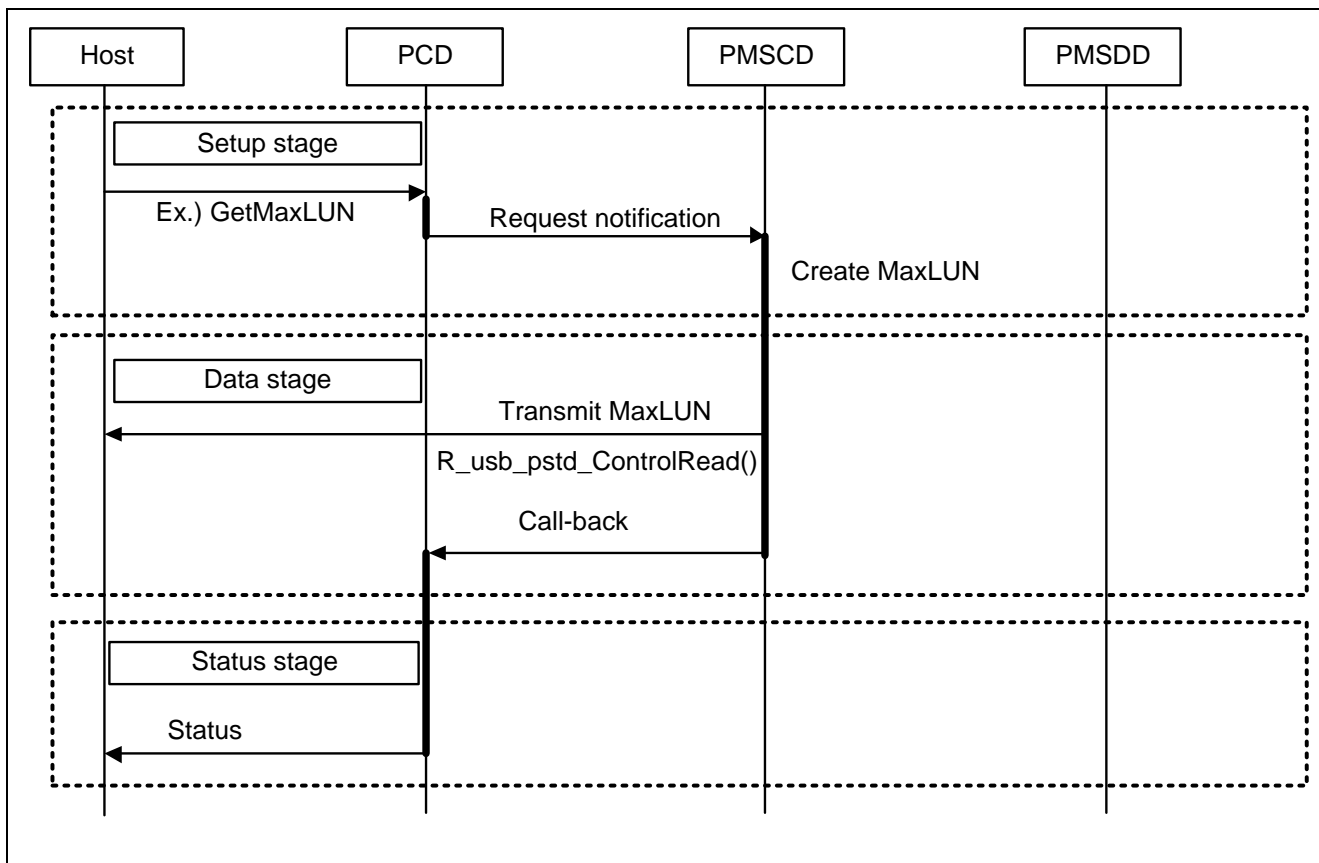 Host
PCD
PMSCD
PMSDD
Setup stage
Ex.) GetMaxLUN
Request notification
Create MaxLUN
Data stage
Transmit MaxLUN
R_usb_pstd_ControlRead()
Call-back
Status stage
Status